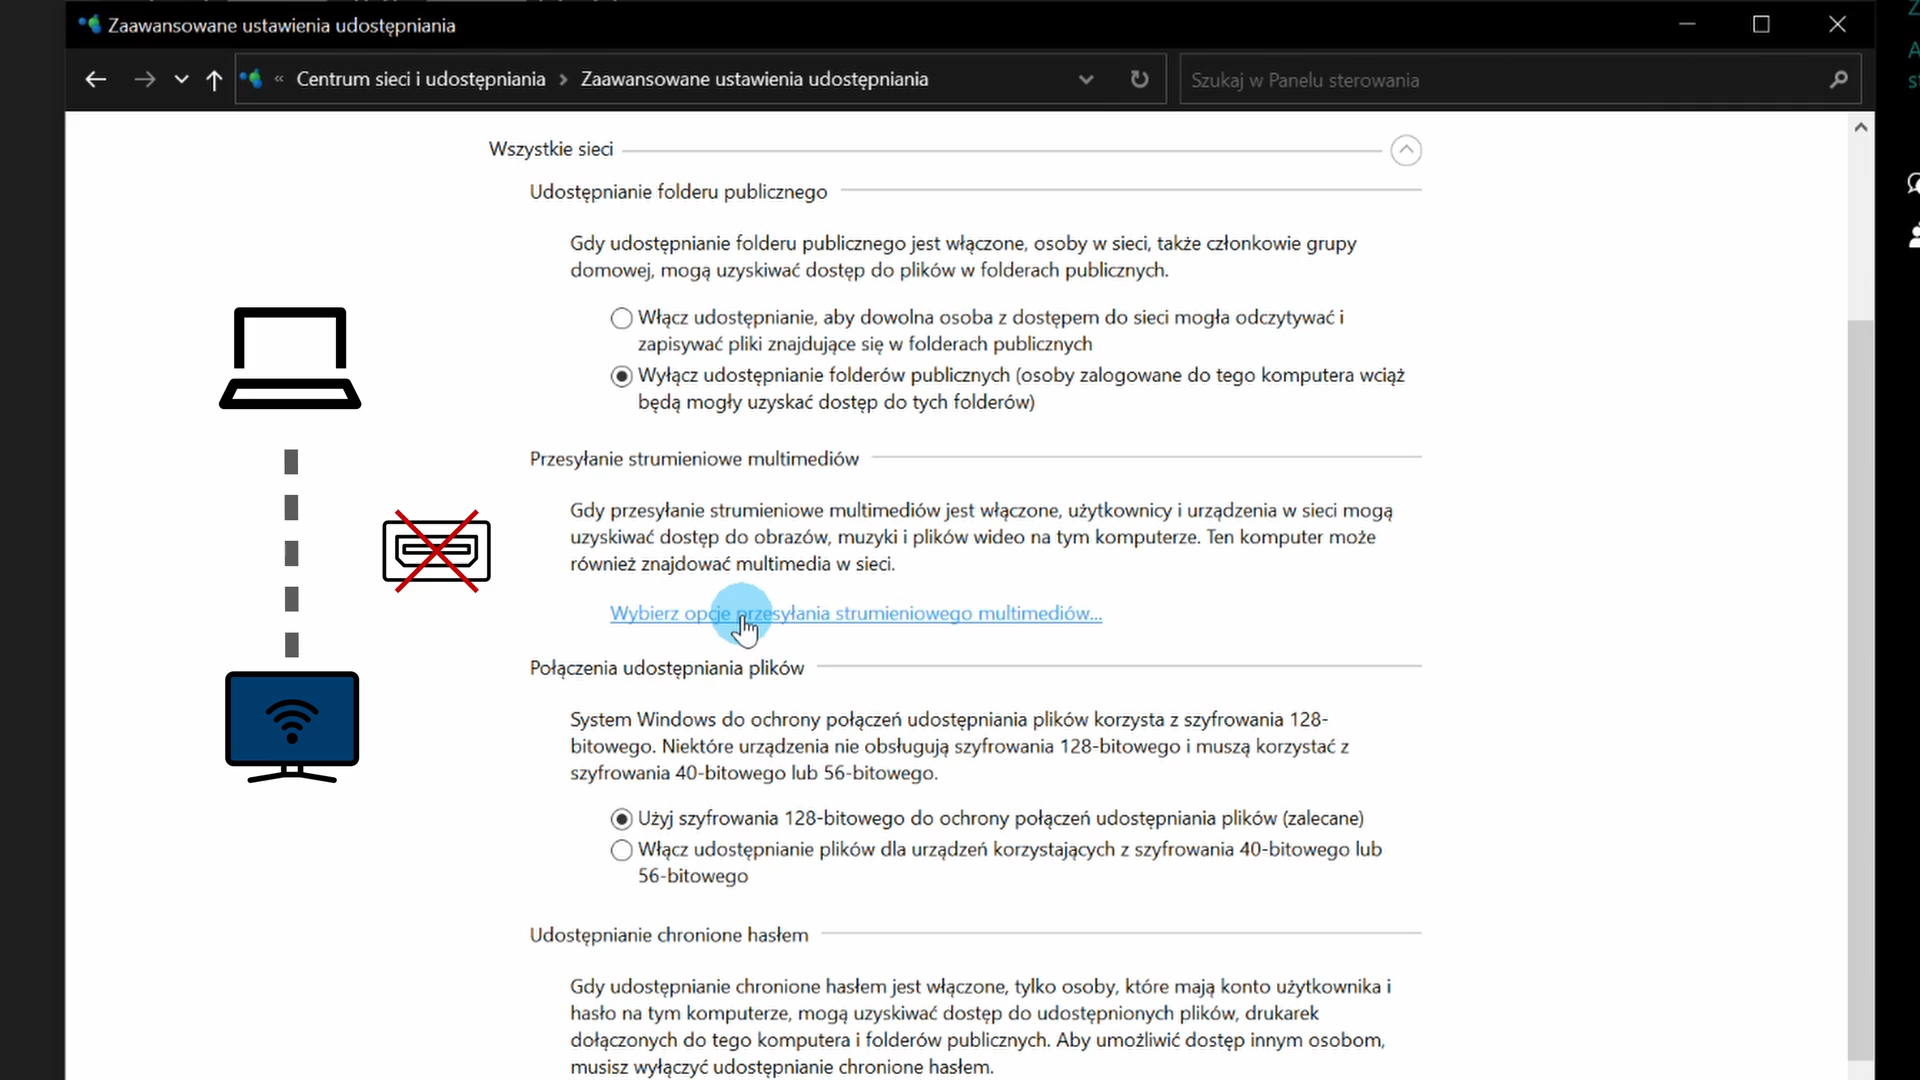 Zaawansowane ustawienia udostępniania
« Centrum sieci i udostępniania > Zaawansowane ustawienia udostępniania
Szukaj w Panelu sterowania
Wszystkie sieci
Udostępnianie folderu publicznego
Gdy udostępnianie folderu publicznego jest włączone, osoby w sieci, także członkowie grupy
domowej, mogą uzyskiwać dostęp do plików w folderach publicznych.
Włącz udostępnianie, aby dowolna osoba z dostępem do sieci mogła odczytywać i
zapisywać pliki znajdujące się w folderach publicznych
Wyłącz udostępnianie folderów publicznych (osoby zalogowane do tego komputera wciąż
będą mogły uzyskać dostęp do tych folderów)
Przesyłanie strumieniowe multimediów
Gdy przesyłanie strumieniowe multimediów jest włączone, użytkownicy i urządzenia w sieci mogą
uzyskiwać dostęp do obrazów, muzyki i plików wideo na tym komputerze. Ten komputer może
również znajdować multimedia w sieci.
Wybierz opcje przesyłania strumieniowego multimediów...
Połączenia udostępniania plików
System Windows do ochrony połączeń udostępniania plików korzysta z szyfrowania 128-
bitowego. Niektóre urządzenia nie obsługują szyfrowania 128-bitowego i muszą korzystać z
szyfrowania 40-bitowego lub 56-bitowego.
Użyj szyfrowania 128-bitowego do ochrony połączeń udostępniania plików (zalecane)
Włącz udostępnianie plików dla urządzeń korzystających z szyfrowania 40-bitowego lub
56-bitowego
Udostępnianie chronione hasłem
Gdy udostępnianie chronione hasłem jest włączone, tylko osoby, które mają konto użytkownika i
hasło na tym komputerze, mogą uzyskiwać dostęp do udostępnionych plików, drukarek
dołączonych do tego komputera i folderów publicznych. Aby umożliwić dostęp innym osobom,
musisz wyłączyć udostępnianie chronione hasłem.